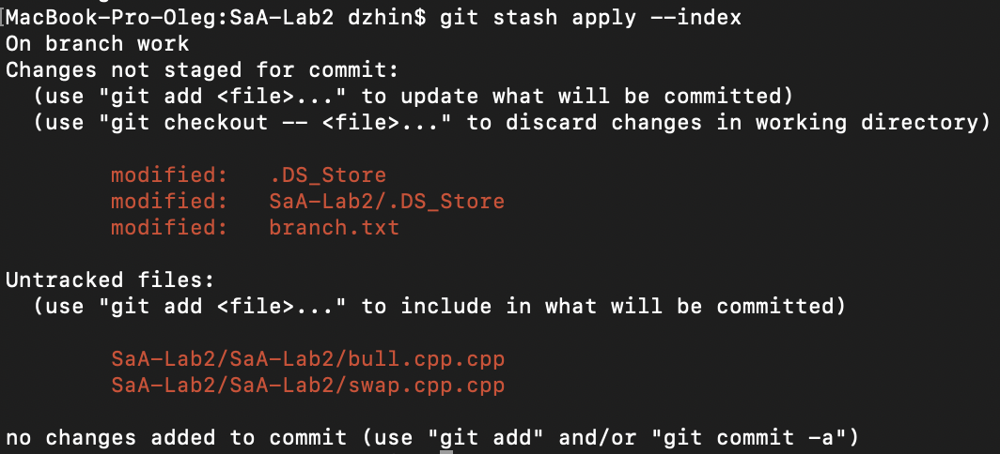 MacBook-Pro-Oleg:SaA-Lab2 dzhin$ git stash apply --index
On branch work
Changes not staged for commit:
  (use "git add <file>..." to update what will be committed)
  (use "git checkout -- <file>..." to discard changes in working directory)

        modified:   .DS_Store
        modified:   SaA-Lab2/.DS_Store
        modified:   branch.txt

Untracked files:
  (use "git add <file>..." to include in what will be committed)

        SaA-Lab2/SaA-Lab2/bull.cpp.cpp
        SaA-Lab2/SaA-Lab2/swap.cpp.cpp

no changes added to commit (use "git add" and/or "git commit -a")